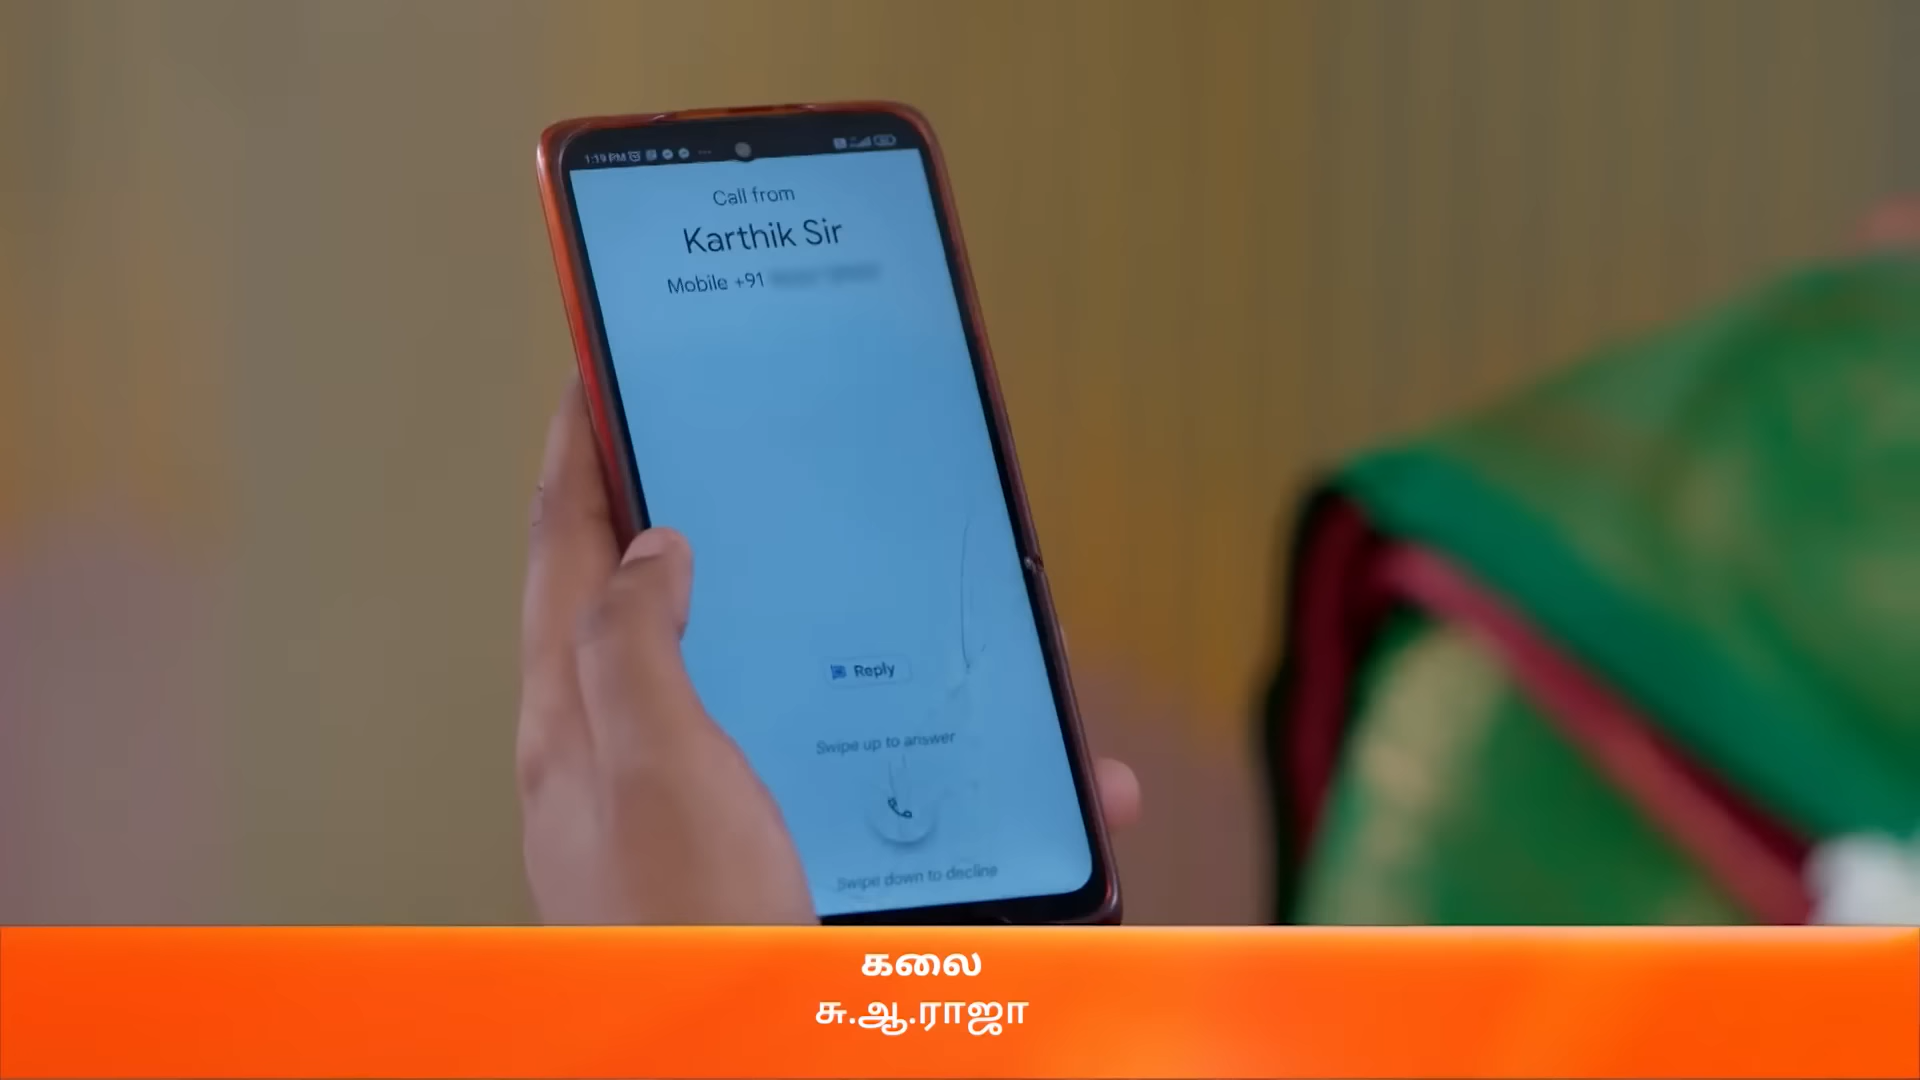 1:19 PM
Call from
Karthik Sir
Mobile +91
Reply
Swipe up to answer
Swipe down to decline
கலை
சு.ஆ.ராஜா